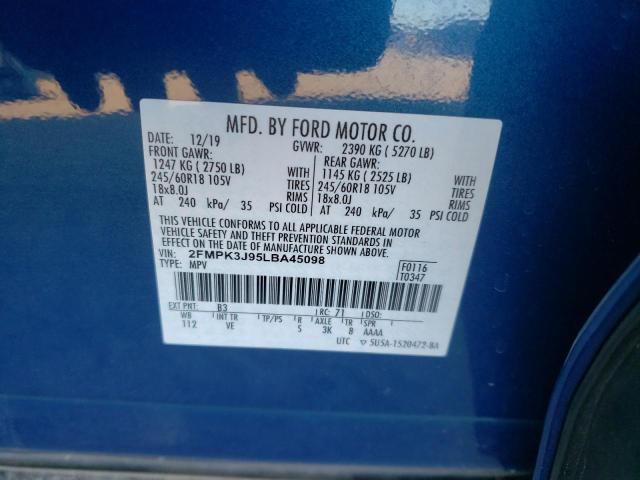 MFD. BY FORD MOTOR CO.
DATE: 12/19 GVWR: 2390 KG ( 5270 LB)
FRONT GAWR: REAR GAWR:
1247 KG ( 2750 LB) WITH 1145 KG ( 2525 LB) WITH
245/60R18 105V TIRES 245/60R18 105V TIRES
18x8.0J RIMS 18x8.0J RIMS
AT 240 kPa/ 35 PSI COLD AT 240 kPa/ 35 PSI COLD
THIS VEHICLE CONFORMS TO ALL APPLICABLE FEDERAL MOTOR
VEHICLE SAFETY AND THEFT PREVENTION STANDARDS IN
EFFECT ON THE DATE OF MANUFACTURE SHOWN ABOVE.
VIN: 2FMPK3J95LBA45098
TYPE: MPV
F0116
T0347
EXT PNT: B3 RC: 71 DSO:
WB INT TR TP/PS R AXLE TR SPR
112 VE 5 3K 8 AAAA
UTC ▽ 5U5A-1520472-BA